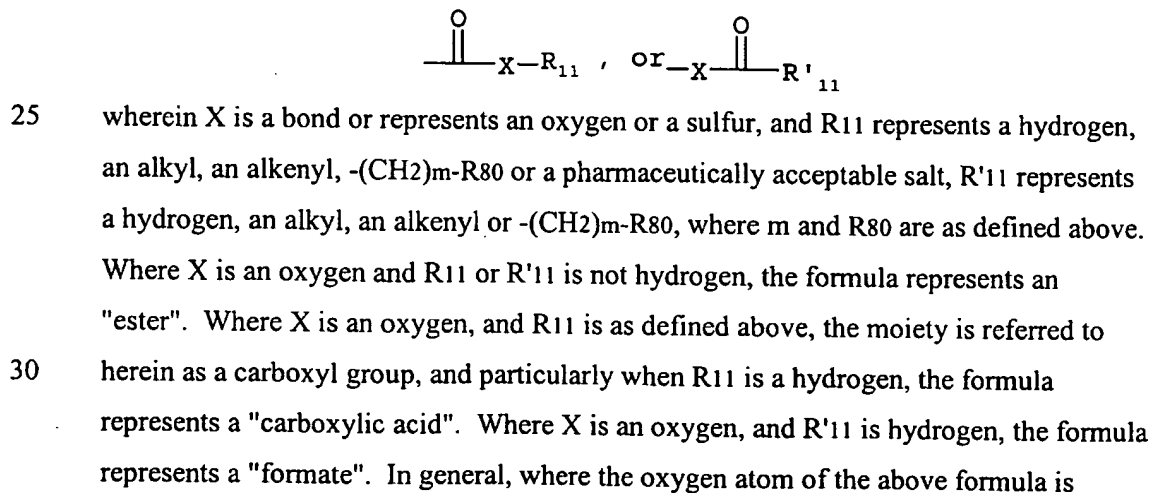 O O
X-R11 , or X R'11
25 wherein X is a bond or represents an oxygen or a sulfur, and R11 represents a hydrogen,
an alkyl, an alkenyl, -(CH2)m-R80 or a pharmaceutically acceptable salt, R'11 represents
a hydrogen, an alkyl, an alkenyl or -(CH2)m-R80, where m and R80 are as defined above.
Where X is an oxygen and R11 or R'11 is not hydrogen, the formula represents an
"ester". Where X is an oxygen, and R11 is as defined above, the moiety is referred to
30 herein as a carboxyl group, and particularly when R11 is a hydrogen, the formula
represents a "carboxylic acid". Where X is an oxygen, and R'11 is hydrogen, the formula
represents a "formate". In general, where the oxygen atom of the above formula is